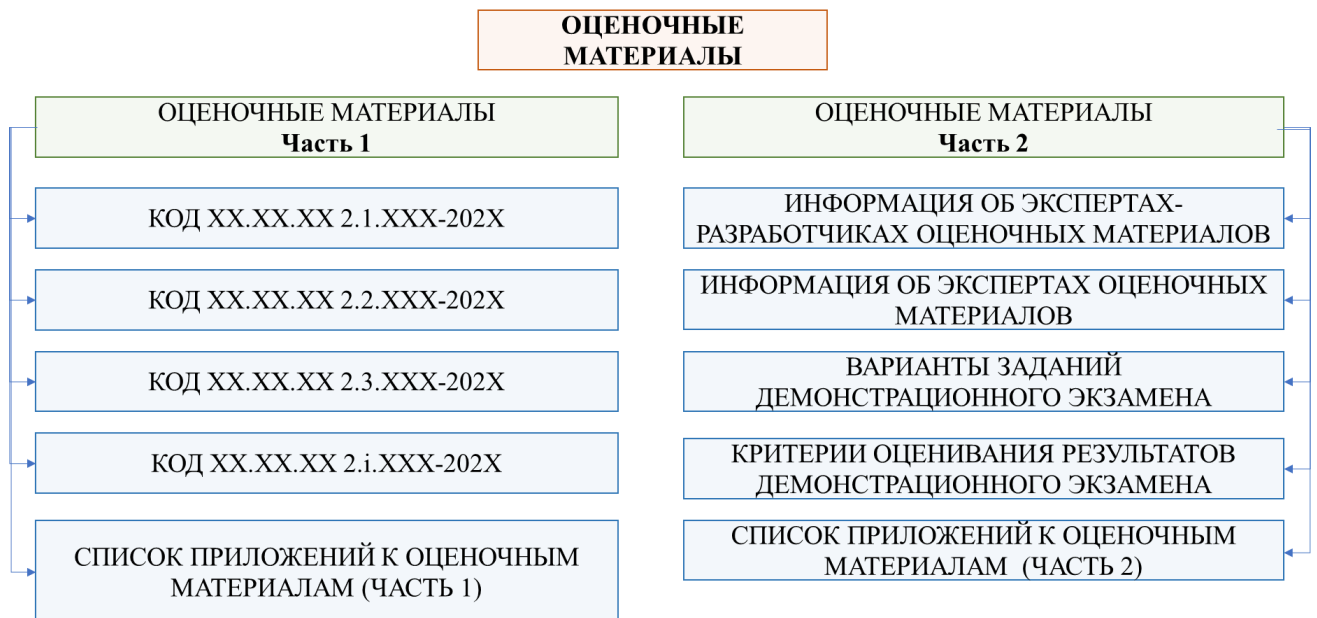 ОЦЕНОЧНЫЕ
МАТЕРИАЛЫ
ОЦЕНОЧНЫЕ МАТЕРИАЛЫ
Часть 1
КОД XX.XX.XX 2.1.XXX-202X
КОД XX.XX.XX 2.2.XXX-202X
КОД XX.XX.XX 2.3.XXX-202X
КОД XX.XX.XX 2.i.XXX-202X
СПИСОК ПРИЛОЖЕНИЙ К ОЦЕНОЧНЫМ
МАТЕРИАЛАМ (ЧАСТЬ 1)
ОЦЕНОЧНЫЕ МАТЕРИАЛЫ
Часть 2
ИНФОРМАЦИЯ ОБ ЭКСПЕРТАХ-
РАЗРАБОТЧИКАХ ОЦЕНОЧНЫХ МАТЕРИАЛОВ
ИНФОРМАЦИЯ ОБ ЭКСПЕРТАХ ОЦЕНОЧНЫХ
МАТЕРИАЛОВ
ВАРИАНТЫ ЗАДАНИЙ
ДЕМОНСТРАЦИОННОГО ЭКЗАМЕНА
КРИТЕРИИ ОЦЕНИВАНИЯ РЕЗУЛЬТАТОВ
ДЕМОНСТРАЦИОННОГО ЭКЗАМЕНА
СПИСОК ПРИЛОЖЕНИЙ К ОЦЕНОЧНЫМ
МАТЕРИАЛАМ (ЧАСТЬ 2)